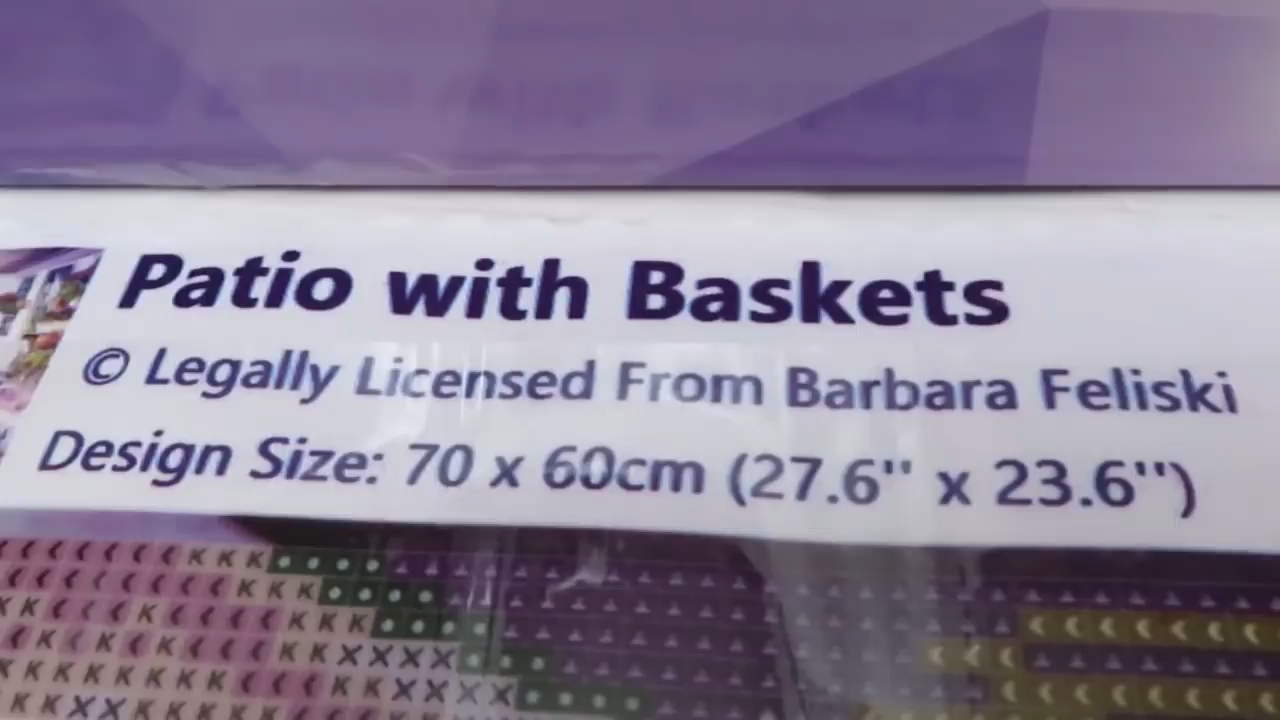 Patio with Baskets
© Legally Licensed From Barbara Feliski
Design Size: 70 x 60cm (27.6'' x 23.6'')